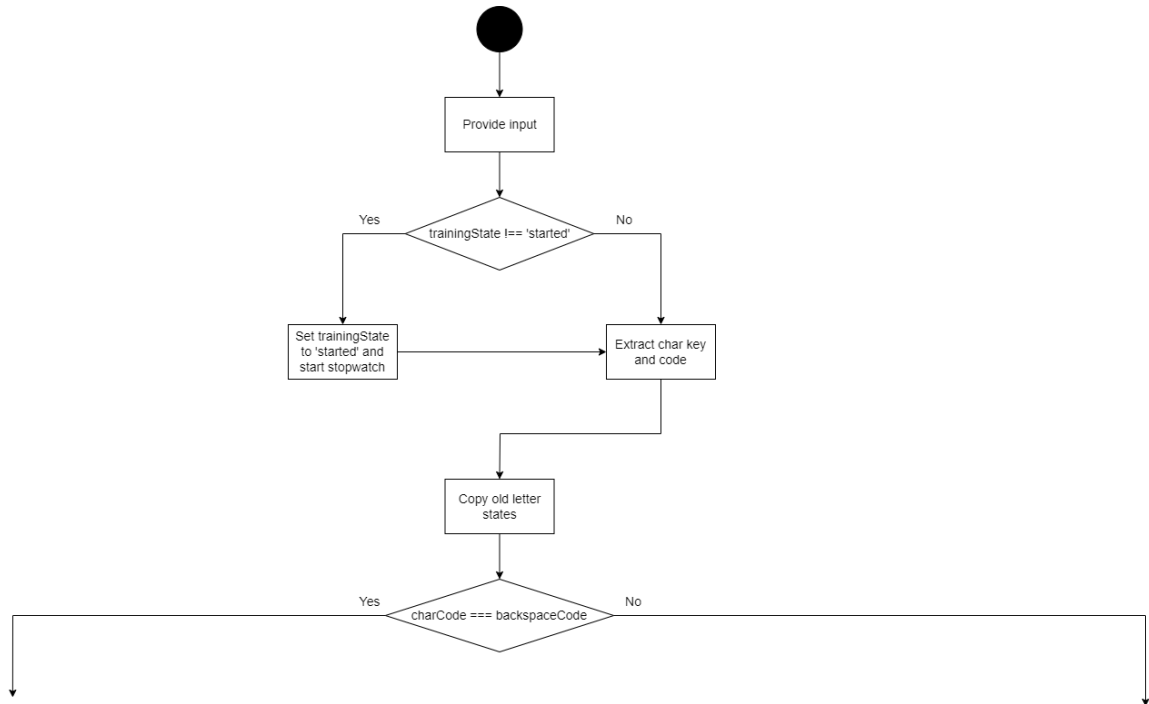 Provide input
Yes
No
trainingState !== 'started'
Set trainingState
to 'started' and
start stopwatch
Extract char key
and code
Copy old letter
states
Yes
No
charCode === backspaceCode